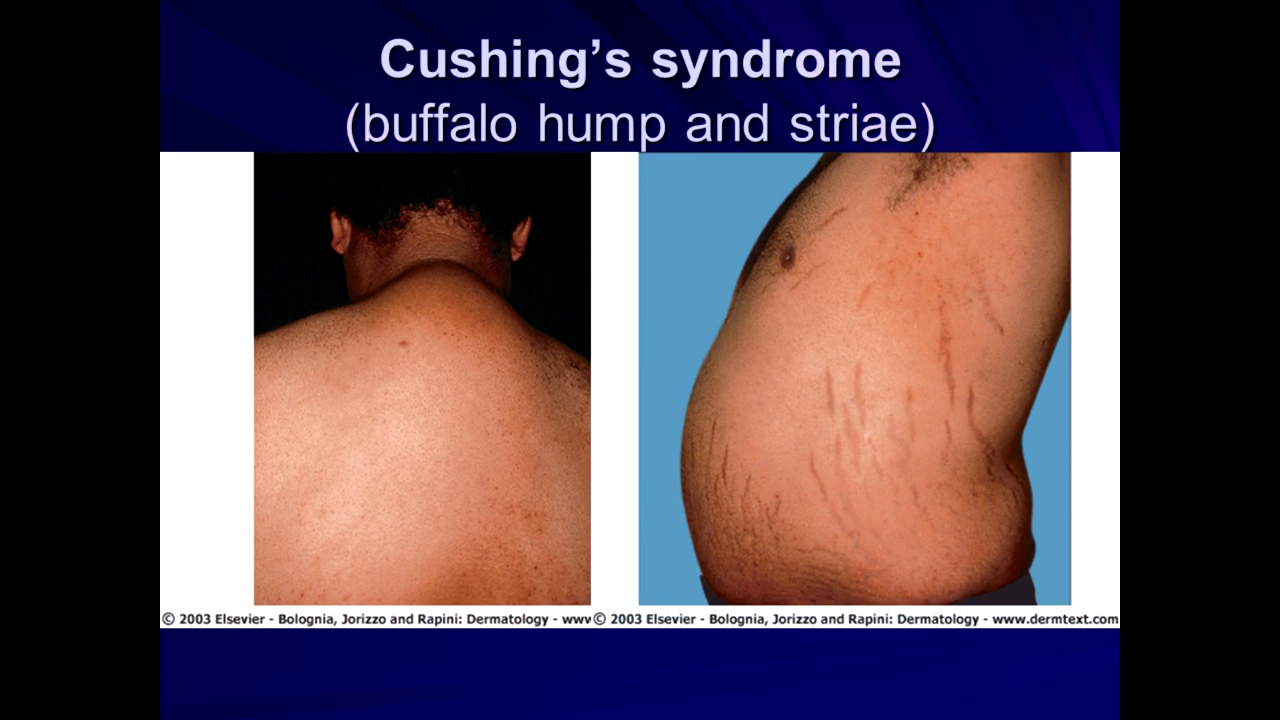 Cushing’s syndrome
(buffalo hump and striae)
© 2003 Elsevier - Bolognia, Jorizzo and Rapini: Dermatology - www
© 2003 Elsevier - Bolognia, Jorizzo and Rapini: Dermatology - www.dermtext.com